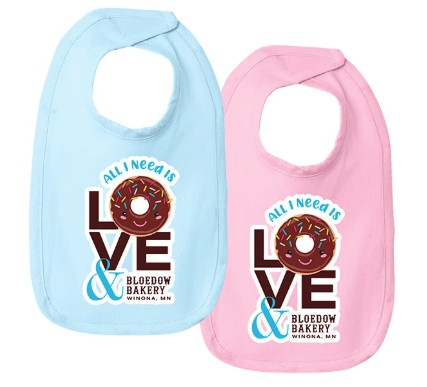 ALL I NEED IS
LOVE
& BLOEDOW
BAKERY
WINONA, MN
ALL I NEED IS
LOVE
& BLOEDOW
BAKERY
WINONA, MN